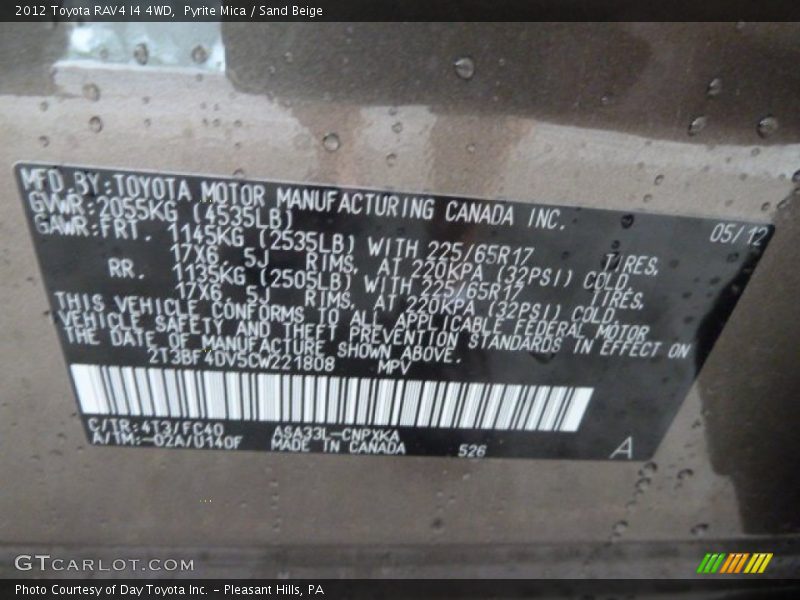 2012 Toyota RAV4 I4 4WD,  Pyrite Mica / Sand Beige
MFD.BY:TOYOTA MOTOR MANUFACTURING CANADA INC.
GVWR:2055KG (4535LB) 05/12
GAWR:FRT. 1145KG (2535LB) WITH 225/65R17 TIRES,
17X6.5J RIMS, AT 220KPA (32PSI) COLD.
RR. 1135KG (2505LB) WITH 225/65R17 TIRES,
17X6.5J RIMS, AT 220KPA (32PSI) COLD.
THIS VEHICLE CONFORMS TO ALL APPLICABLE FEDERAL MOTOR
VEHICLE SAFETY AND THEFT PREVENTION STANDARDS IN EFFECT ON
THE DATE OF MANUFACTURE SHOWN ABOVE.
2T3BF4DV5CW221808 MPV
C/TR:4T3/FC40 ASA33L-CNPXKA
A/TM:-02A/U140F MADE IN CANADA 526 A
GTCARLOT.COM
Photo Courtesy of Day Toyota Inc. - Pleasant Hills, PA